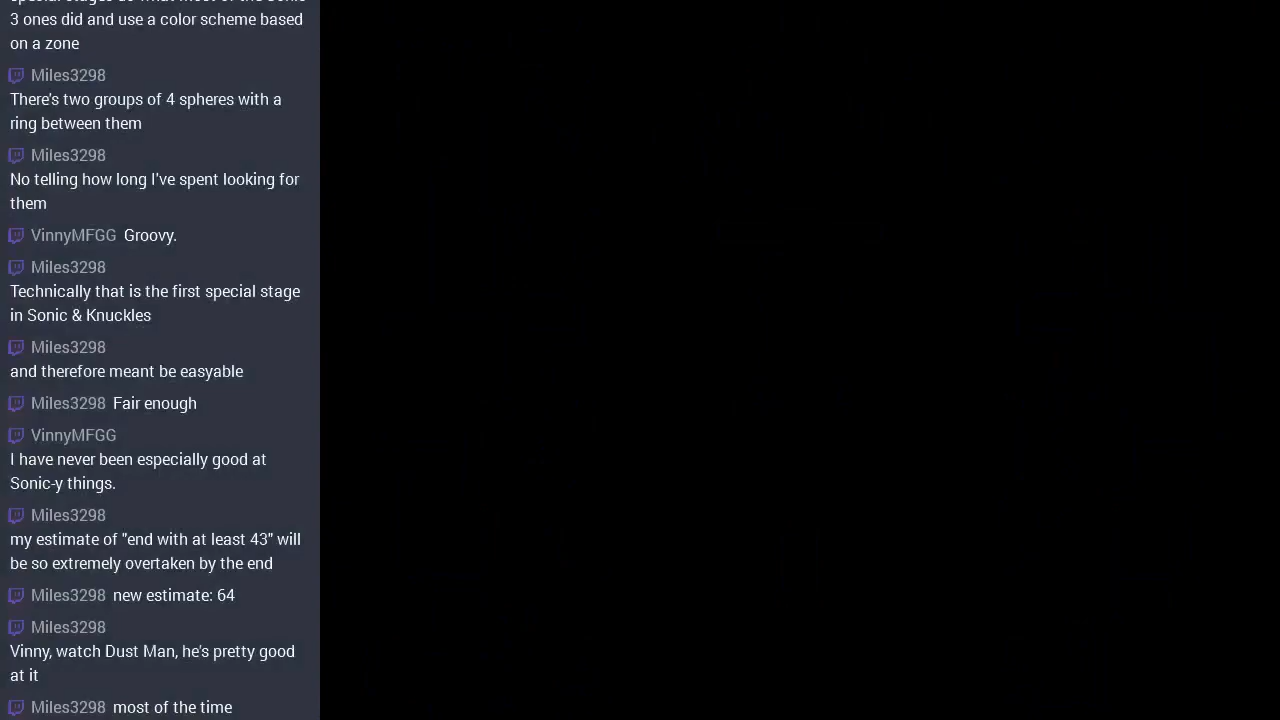 3 ones did and use a color scheme based
on a zone
Miles3298
There's two groups of 4 spheres with a
ring between them
Miles3298
No telling how long I've spent looking for
them
VinnyMFGG Groovy.
Miles3298
Technically that is the first special stage
in Sonic & Knuckles
Miles3298
and therefore meant be easyable
Miles3298 Fair enough
VinnyMFGG
I have never been especially good at
Sonic-y things.
Miles3298
my estimate of "end with at least 43" will
be so extremely overtaken by the end
Miles3298 new estimate: 64
Miles3298
Vinny, watch Dust Man, he's pretty good
at it
Miles3298 most of the time